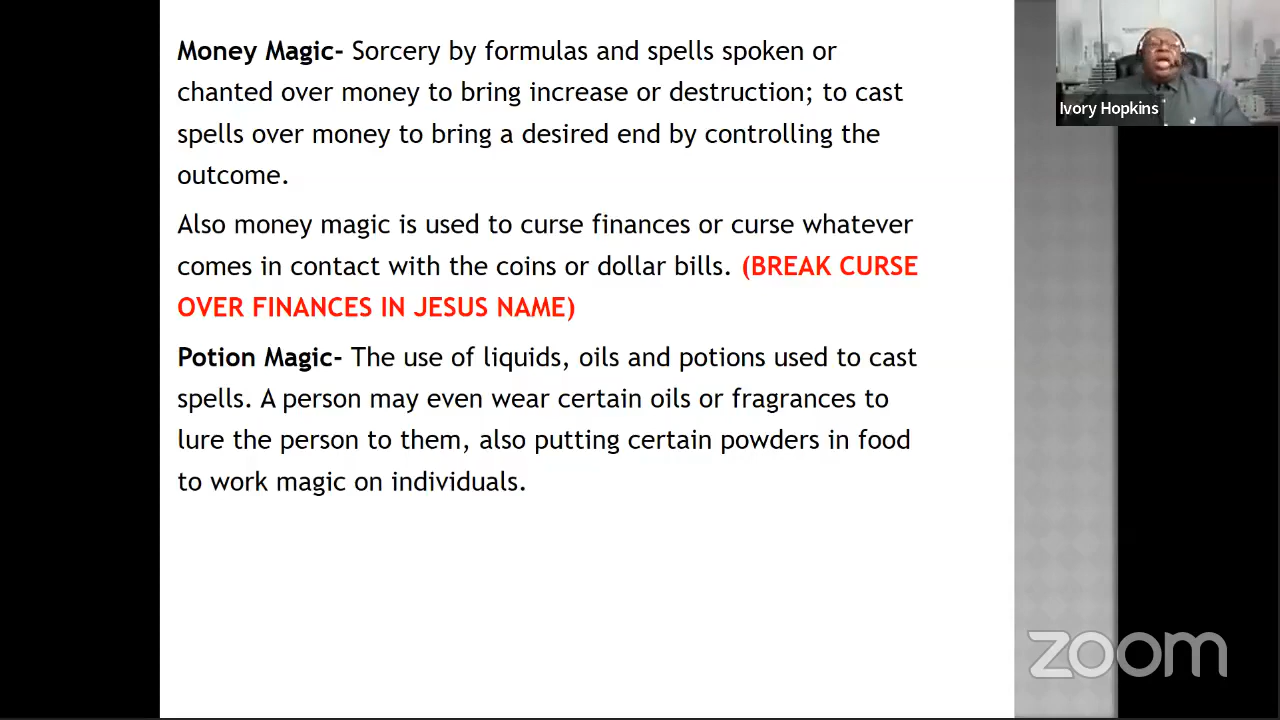 Money Magic- Sorcery by formulas and spells spoken or
chanted over money to bring increase or destruction; to cast
spells over money to bring a desired end by controlling the
outcome.
Also money magic is used to curse finances or curse whatever
comes in contact with the coins or dollar bills. (BREAK CURSE
OVER FINANCES IN JESUS NAME)
Potion Magic- The use of liquids, oils and potions used to cast
spells. A person may even wear certain oils or fragrances to
lure the person to them, also putting certain powders in food
to work magic on individuals.
Ivory Hopkins
zoom